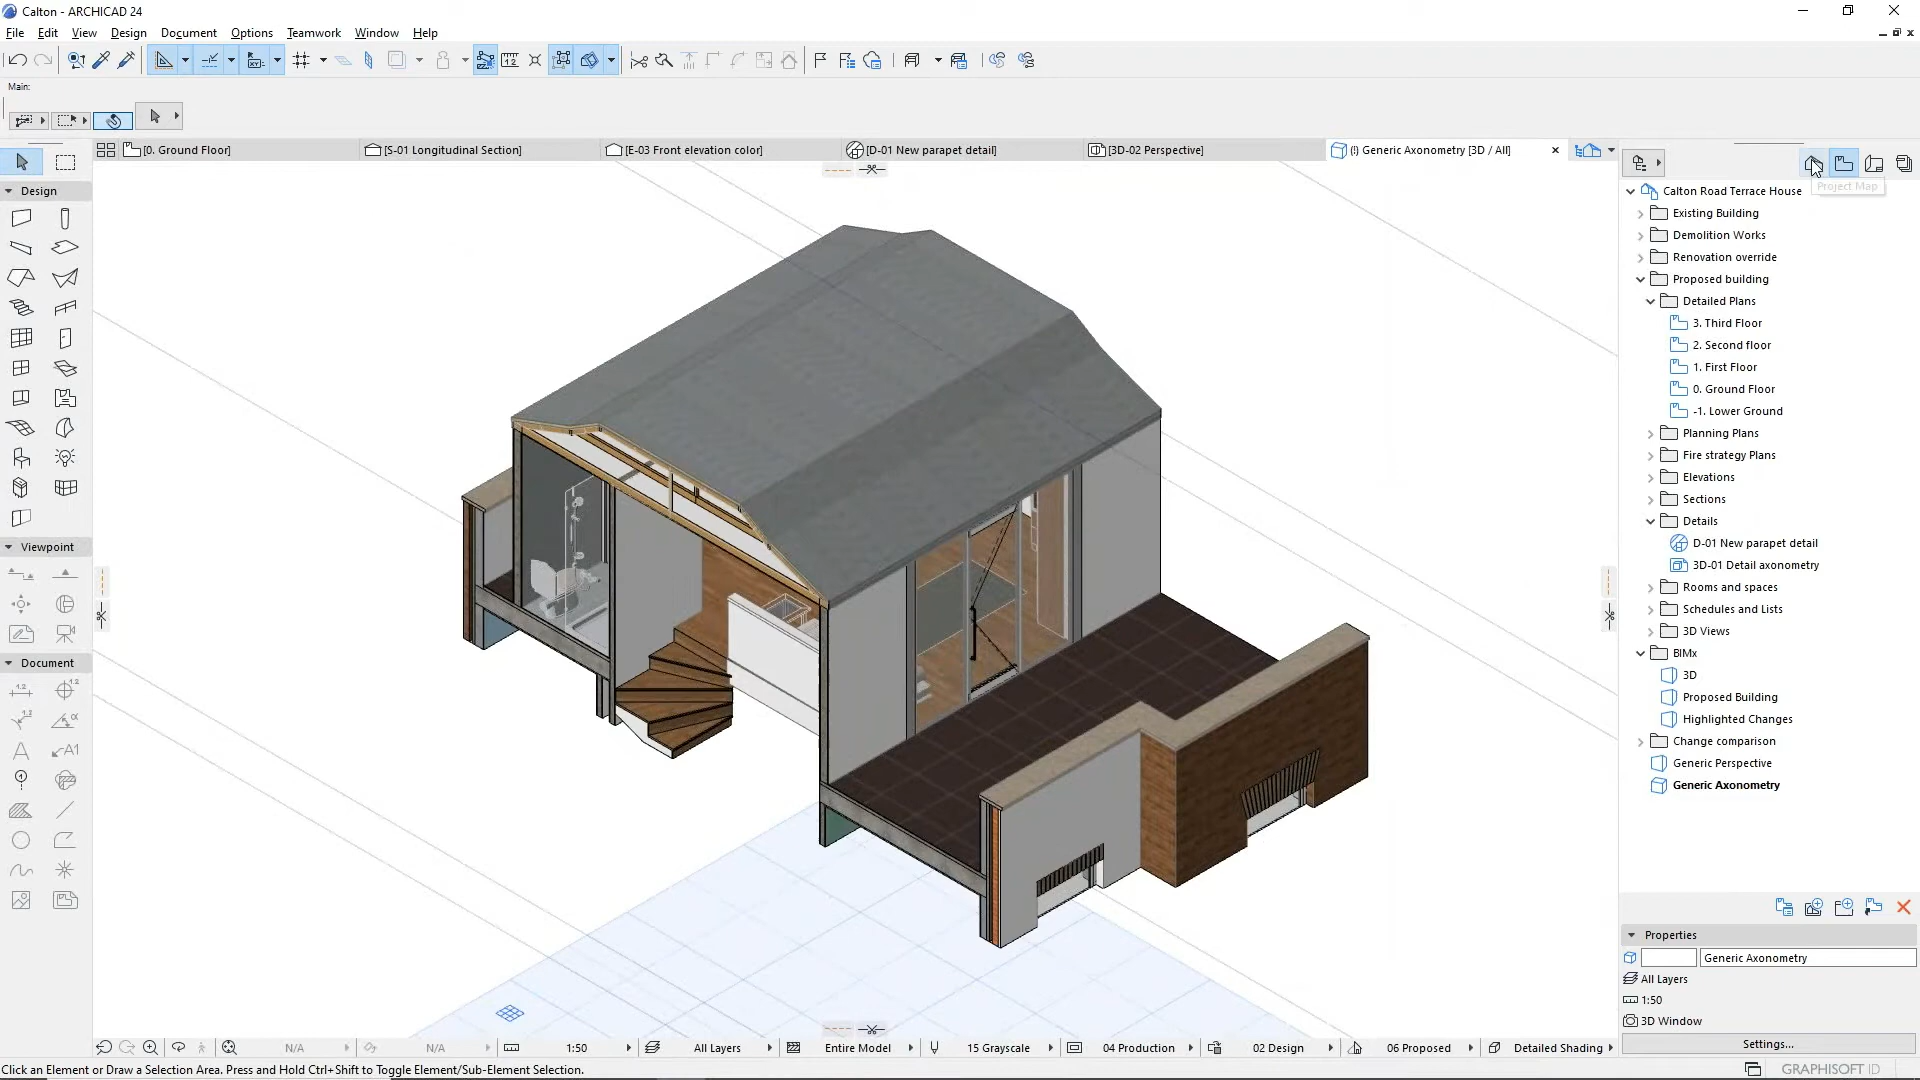 Calton - ARCHICAD 24
File Edit View Design Document Options Teamwork Window Help
Main:
[0. Ground Floor] [S-01 Longitudinal Section] [E-03 Front elevation color] [D-01 New parapet detail] [3D-02 Perspective] (!) Generic Axonometry [3D / All]
Project Map
Design
Viewpoint
Document
Calton Road Terrace House
Existing Building
Demolition Works
Renovation override
Proposed building
Detailed Plans
3. Third Floor
2. Second floor
1. First Floor
0. Ground Floor
-1. Lower Ground
Planning Plans
Fire strategy Plans
Elevations
Sections
Details
D-01 New parapet detail
3D-01 Detail axonometry
Rooms and spaces
Schedules and Lists
3D Views
BIMx
3D
Proposed Building
Highlighted Changes
Change comparison
Generic Perspective
Generic Axonometry
Properties
Generic Axonometry
All Layers
1:50
3D Window
Settings...
N/A N/A 1:50 All Layers Entire Model 15 Grayscale 04 Production 02 Design 06 Proposed Detailed Shading
Click an Element or Draw a Selection Area. Press and Hold Ctrl+Shift to Toggle Element/Sub-Element Selection.
GRAPHISOFT ID